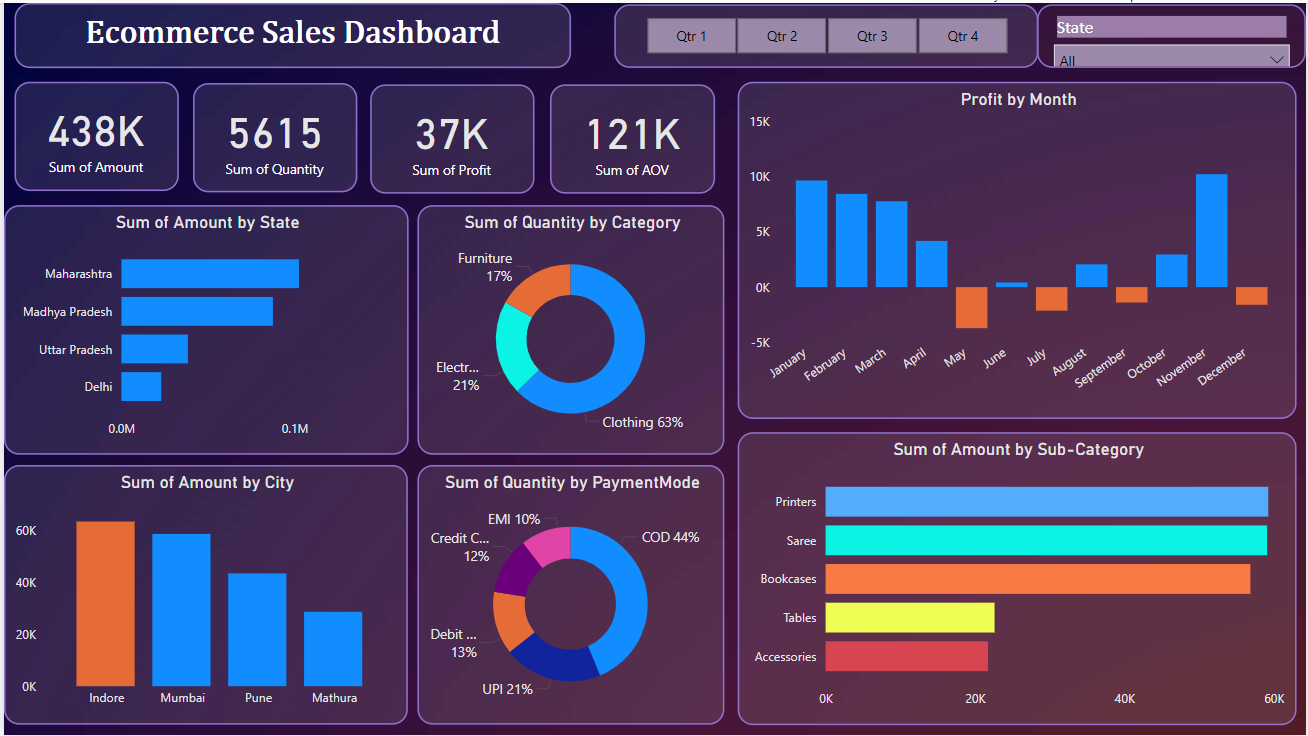 Ecommerce Sales Dashboard
Qtr 1
Qtr 2
Qtr 3
Qtr 4
State
All
438K
Sum of Amount
5615
Sum of Quantity
37K
Sum of Profit
121K
Sum of AOV
Profit by Month
15K
10K
5K
0K
-5K
January
February
March
April
May
June
July
August
September
October
November
December
Sum of Amount by State
Maharashtra
Madhya Pradesh
Uttar Pradesh
Delhi
0.0M
0.1M
Sum of Quantity by Category
Furniture
17%
Electr...
21%
Clothing 63%
Sum of Amount by City
60K
40K
20K
0K
Indore
Mumbai
Pune
Mathura
Sum of Quantity by PaymentMode
EMI 10%
COD 44%
Credit C...
12%
Debit ...
13%
UPI 21%
Sum of Amount by Sub-Category
Printers
Saree
Bookcases
Tables
Accessories
0K
20K
40K
60K